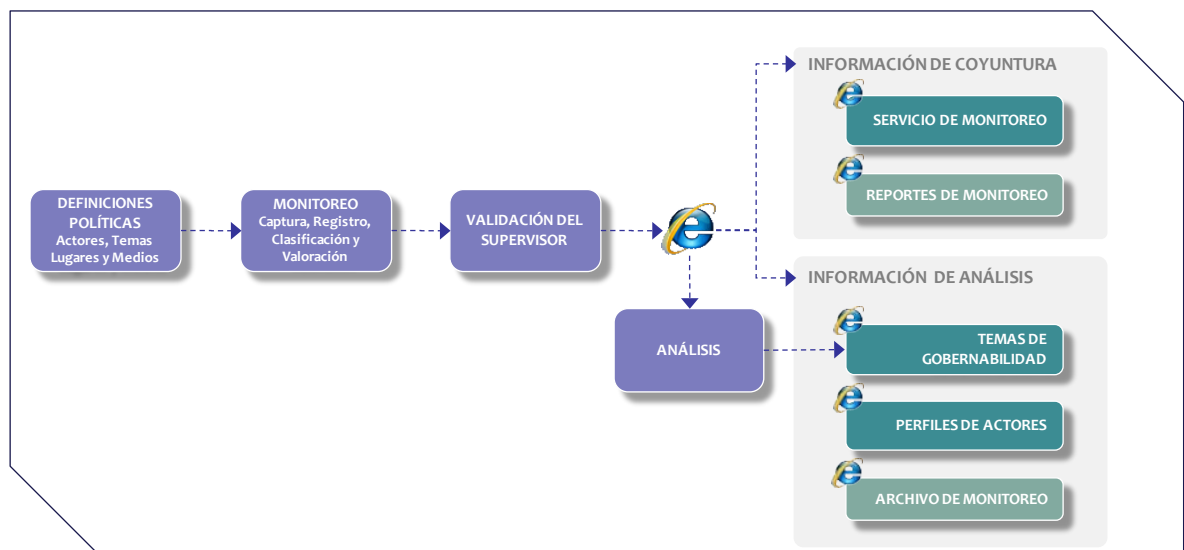 DEFINICIONES
POLÍTICAS
Actores, Temas
Lugares y Medios
MONITOREO
Captura, Registro,
Clasificación y
Valoración
VALIDACIÓN DEL
SUPERVISOR
ANÁLISIS
INFORMACIÓN DE COYUNTURA
SERVICIO DE MONITOREO
REPORTES DE MONITOREO
INFORMACIÓN DE ANÁLISIS
TEMAS DE
GOBERNABILIDAD
PERFILES DE ACTORES
ARCHIVO DE MONITOREO